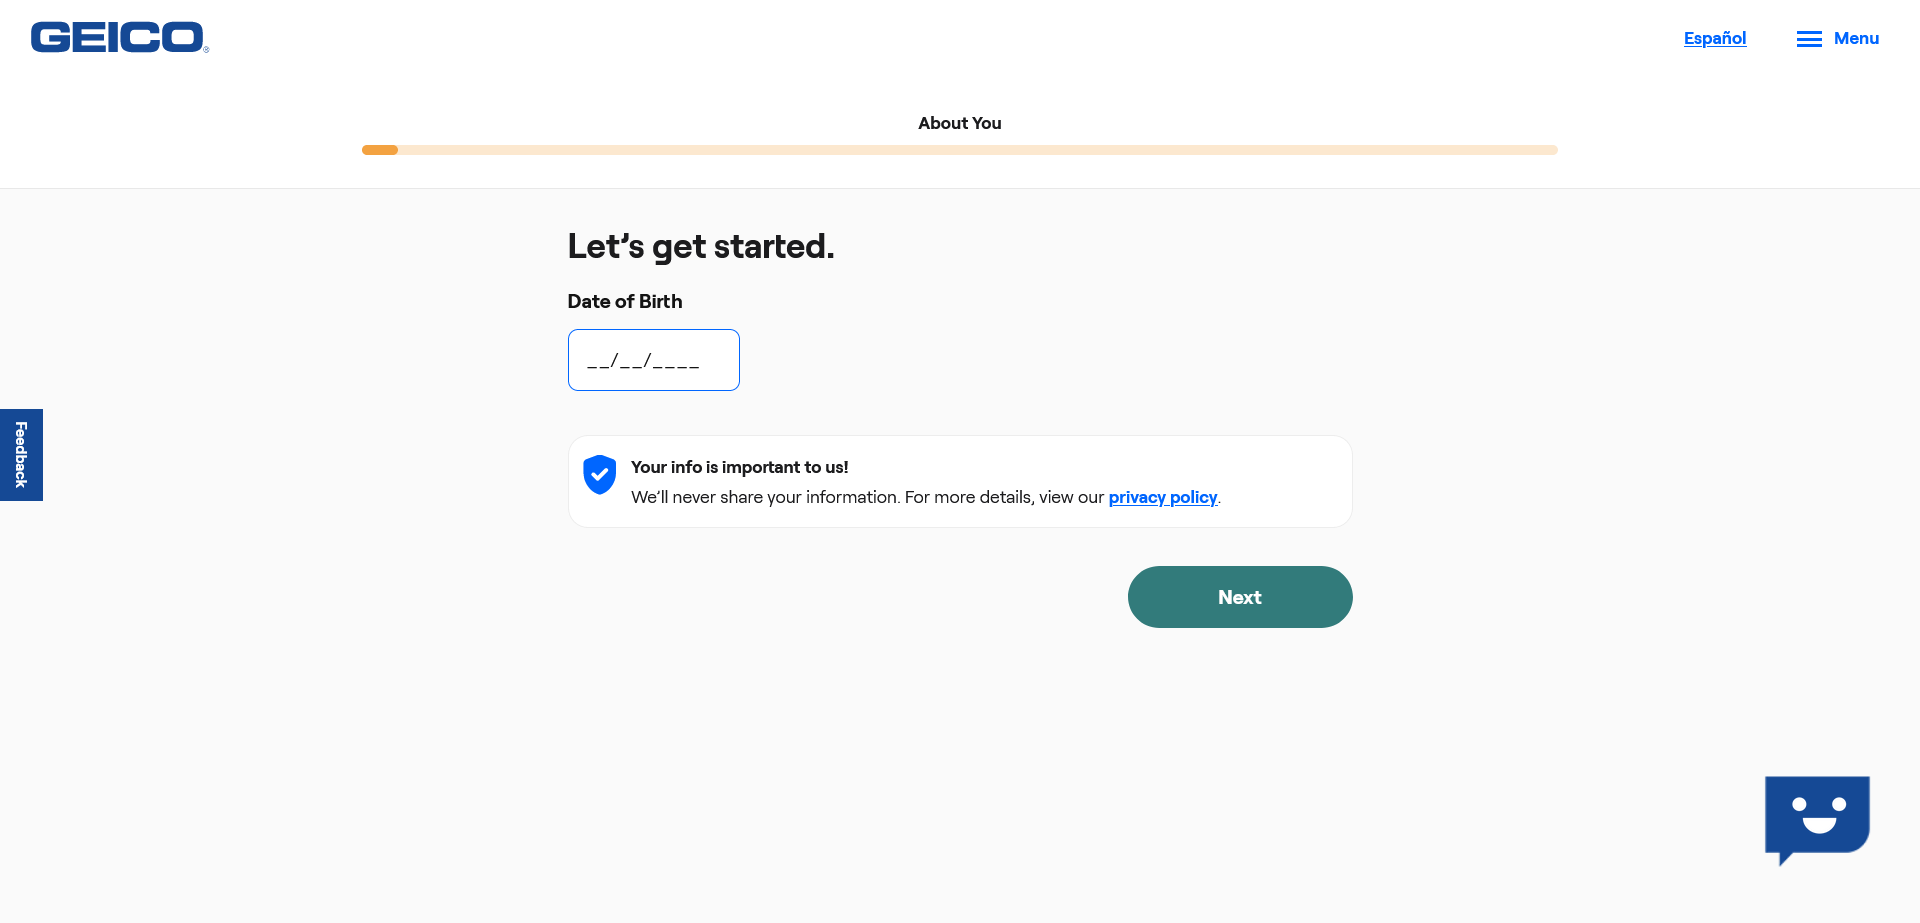 GEICO®
Español
Menu
About You
Let’s get started.
Date of Birth
__/__/____
Feedback
Your info is important to us!
We’ll never share your information. For more details, view our privacy policy.
Next